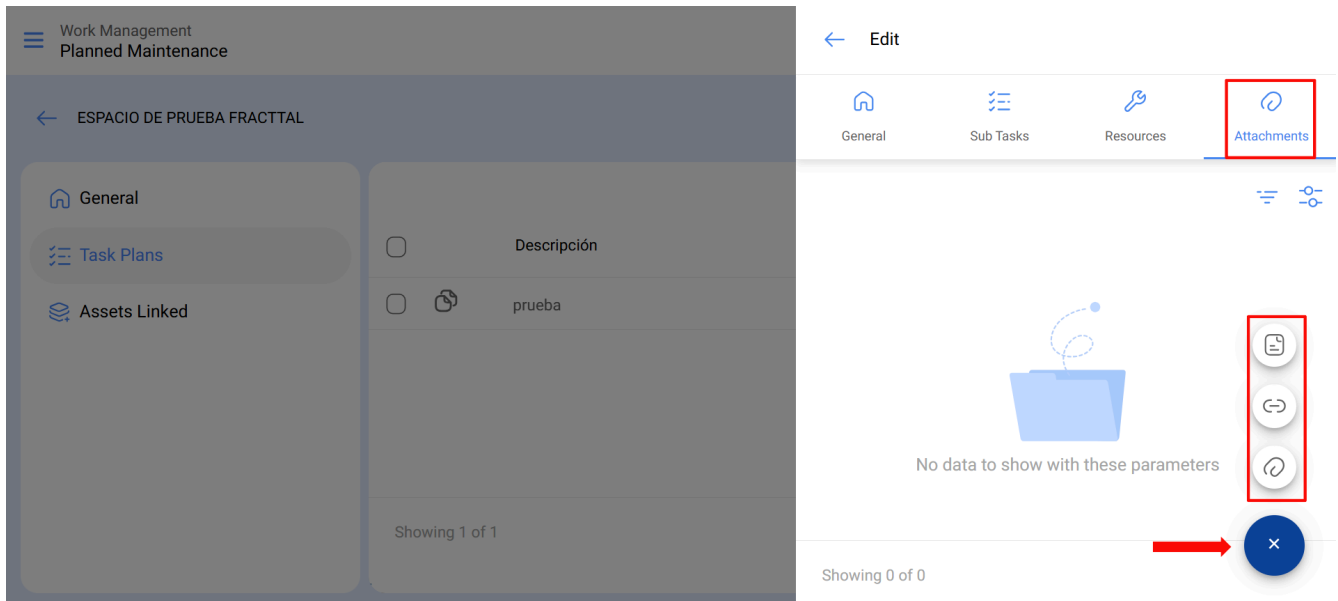 Work Management
Planned Maintenance
ESPACIO DE PRUEBA FRACTTAL
General
Task Plans
Assets Linked
Descripción
prueba
Showing 1 of 1
Edit
General
Sub Tasks
Resources
Attachments
No data to show with these parameters
Showing 0 of 0